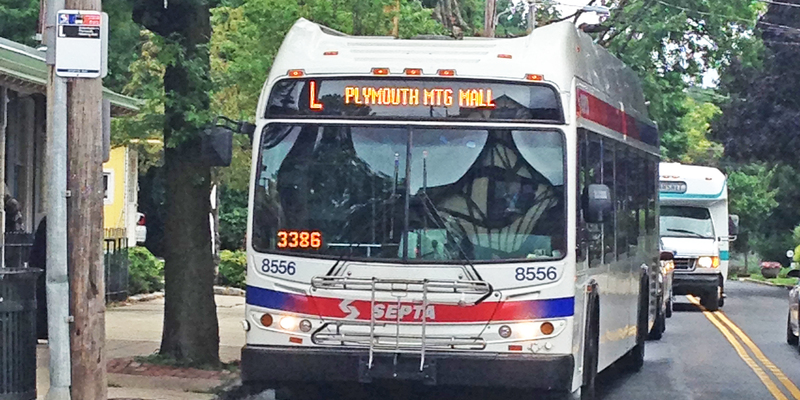 L PLYMOUTH MTG MALL
3386
8556 8556
SEPTA